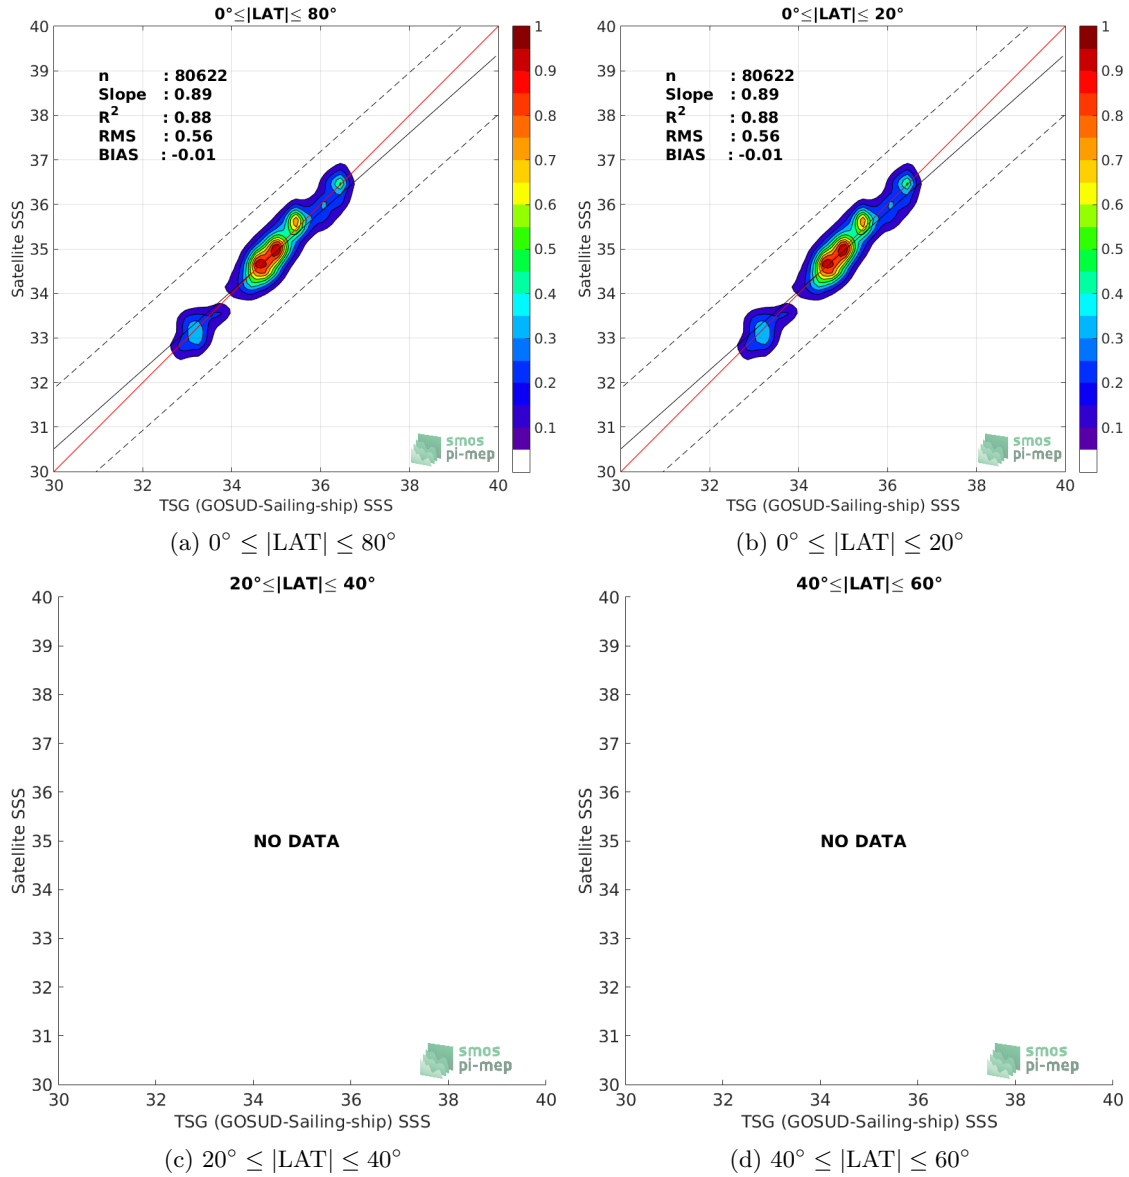 0°≤|LAT|≤ 80°
40
39
38
37
36
35
34
33
32
31
30
Satellite SSS
n : 80622
Slope : 0.89
R² : 0.88
RMS : 0.56
BIAS : -0.01
1
0.9
0.8
0.7
0.6
0.5
0.4
0.3
0.2
0.1
smos
pi-mep
30 32 34 36 38 40
TSG (GOSUD-Sailing-ship) SSS
(a) 0° ≤ |LAT| ≤ 80°
0°≤|LAT|≤ 20°
40
39
38
37
36
35
34
33
32
31
30
Satellite SSS
n : 80622
Slope : 0.89
R² : 0.88
RMS : 0.56
BIAS : -0.01
1
0.9
0.8
0.7
0.6
0.5
0.4
0.3
0.2
0.1
smos
pi-mep
30 32 34 36 38 40
TSG (GOSUD-Sailing-ship) SSS
(b) 0° ≤ |LAT| ≤ 20°
20°≤|LAT|≤ 40°
40
39
38
37
36
35
34
33
32
31
30
Satellite SSS
NO DATA
smos
pi-mep
30 32 34 36 38 40
TSG (GOSUD-Sailing-ship) SSS
(c) 20° ≤ |LAT| ≤ 40°
40°≤|LAT|≤ 60°
40
39
38
37
36
35
34
33
32
31
30
Satellite SSS
NO DATA
smos
pi-mep
30 32 34 36 38 40
TSG (GOSUD-Sailing-ship) SSS
(d) 40° ≤ |LAT| ≤ 60°